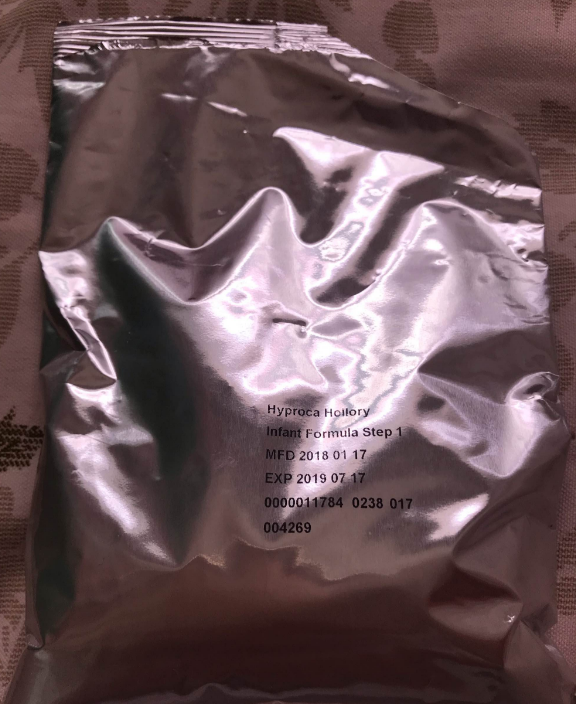 Hyproca Hollory
Infant Formula Step 1
MFD 2018 01 17
EXP 2019 07 17
0000011784 0238 017
004269